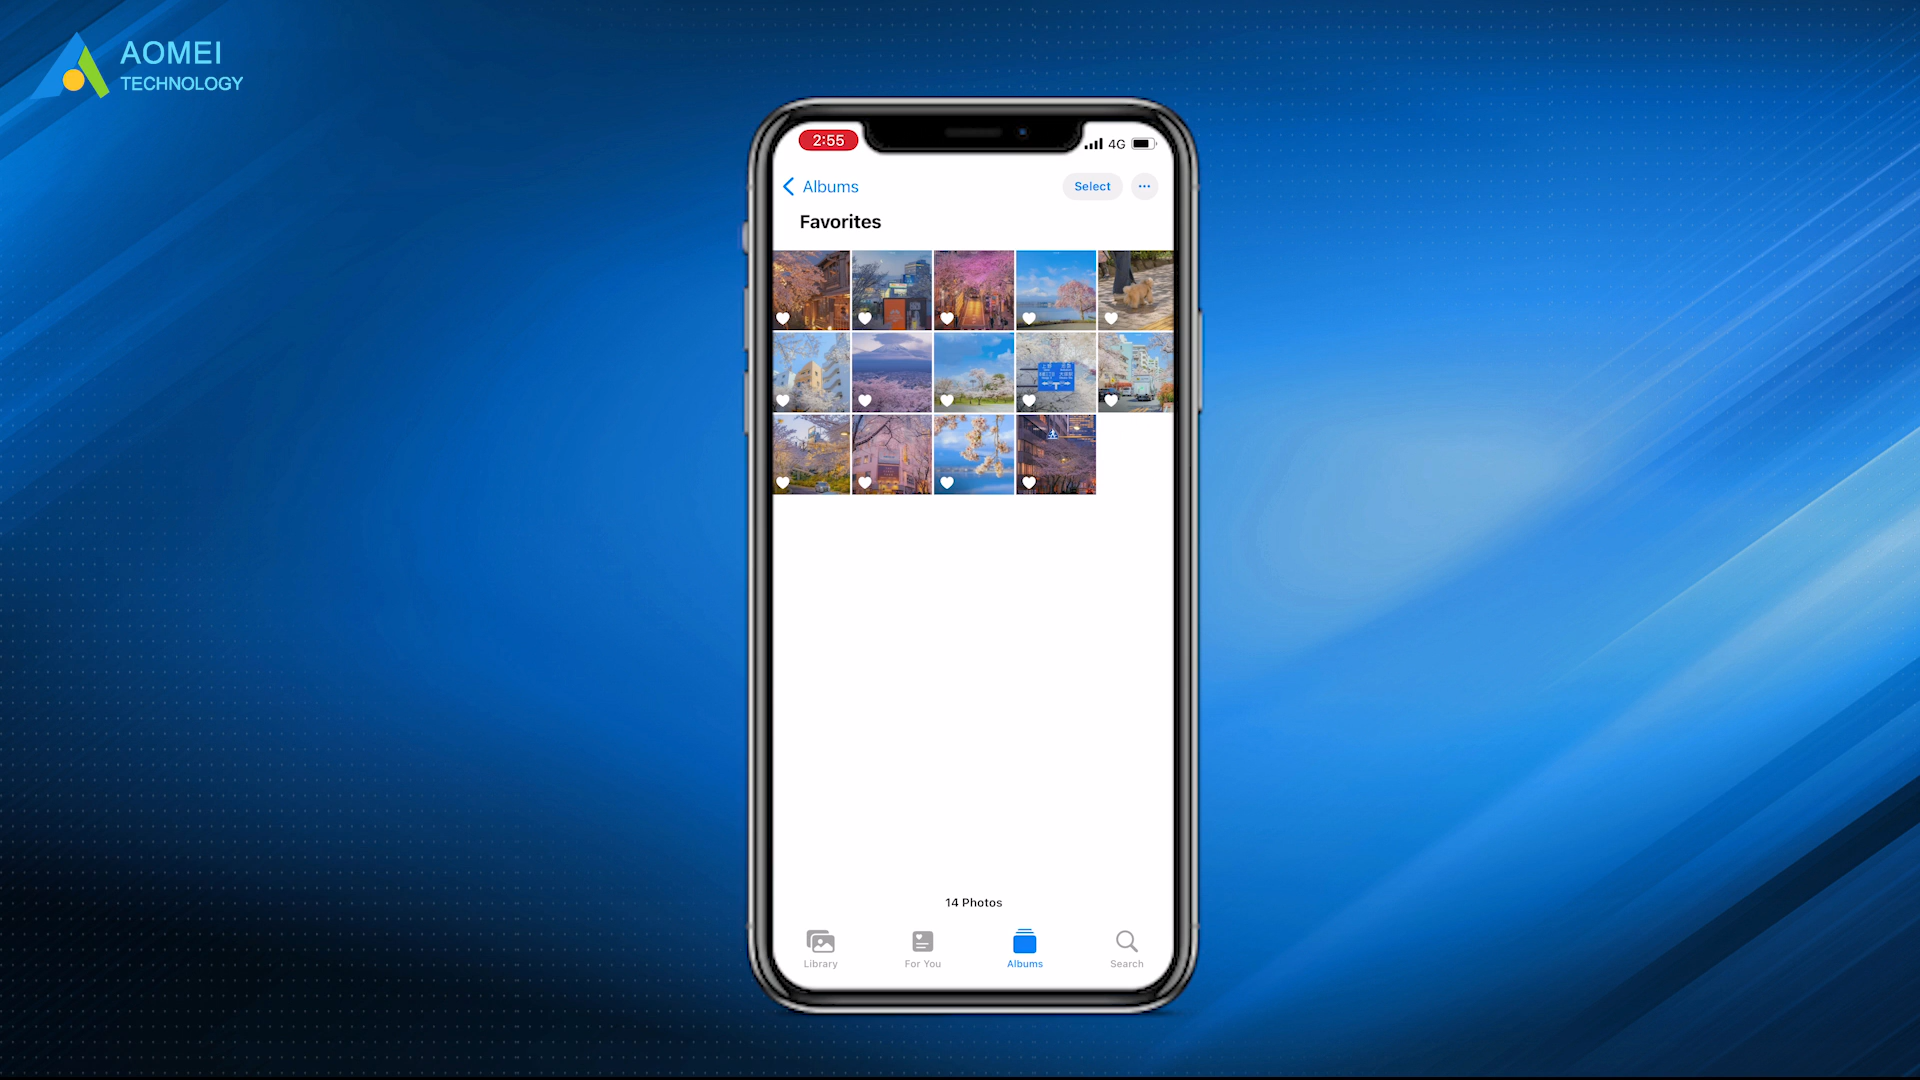 AOMEI
TECHNOLOGY
2:55
4G
Albums
Select
Favorites
14 Photos
Library
For You
Albums
Search